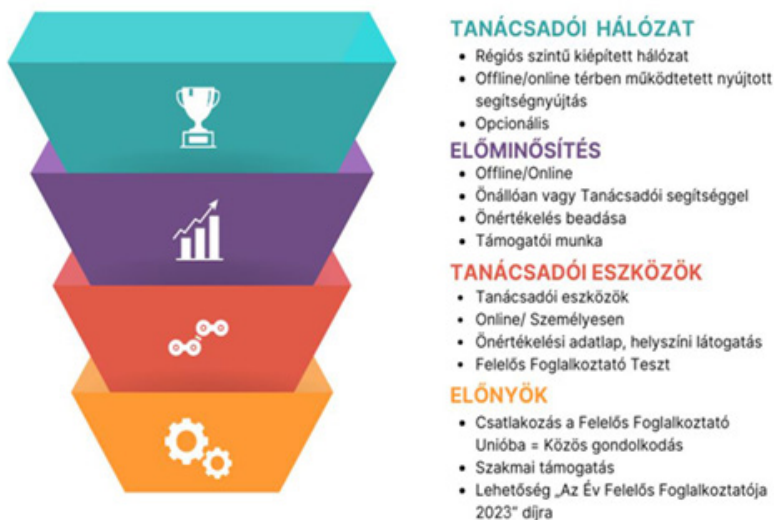 TANÁCSADÓI HÁLÓZAT
• Régiós szintű kiépített hálózat
• Offline/online térben működtetett nyújtott
segítségnyújtás
• Opcionális
ELŐMINŐSÍTÉS
• Offline/Online
• Önállóan vagy Tanácsadói segítséggel
• Önértékelés beadása
• Támogatói munka
TANÁCSADÓI ESZKÖZÖK
• Tanácsadói eszközök
• Online/ Személyesen
• Önértékelési adatlap, helyszíni látogatás
• Felelős Foglalkoztató Teszt
ELŐNYÖK
• Csatlakozás a Felelős Foglalkoztató
Unióba = Közös gondolkodás
• Szakmai támogatás
• Lehetőség „Az Év Felelős Foglalkoztatója
2023” díjra